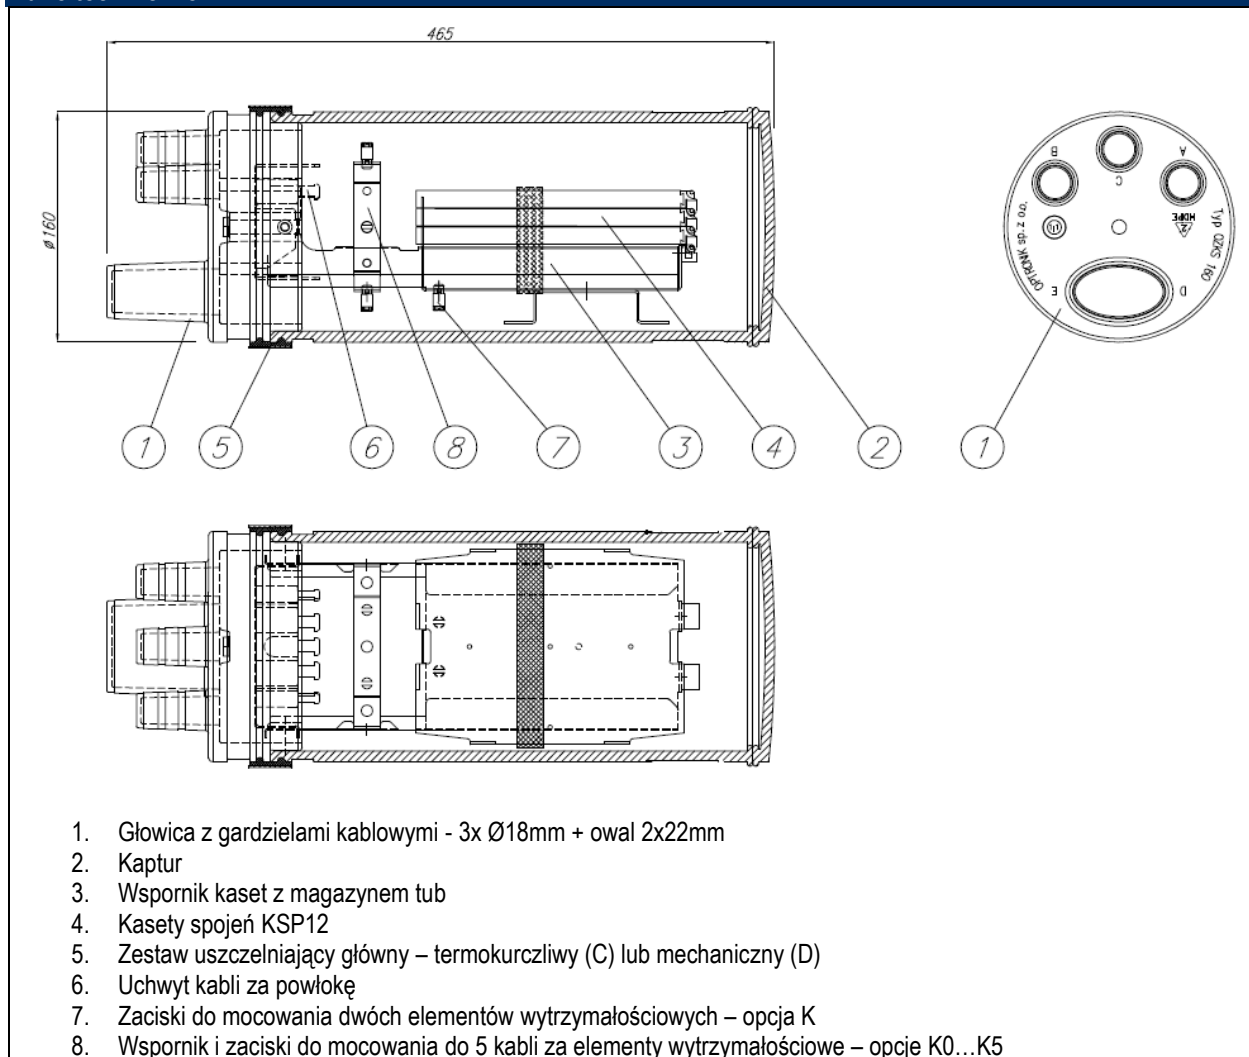 465
ø160
B
C
A
UL
2
HDPE
OPTRONIK sp. z o.o.
Typ OZKS 160
E
D
1
5
6
8
7
3
4
2
1
1. Głowica z gardzielami kablowymi - 3x Ø18mm + owal 2x22mm
2. Kaptur
3. Wspornik kaset z magazynem tub
4. Kasety spojeń KSP12
5. Zestaw uszczelniający główny – termokurczliwy (C) lub mechaniczny (D)
6. Uchwyt kabli za powłokę
7. Zaciski do mocowania dwóch elementów wytrzymałościowych – opcja K
8. Wspornik i zaciski do mocowania do 5 kabli za elementy wytrzymałościowe – opcje K0…K5